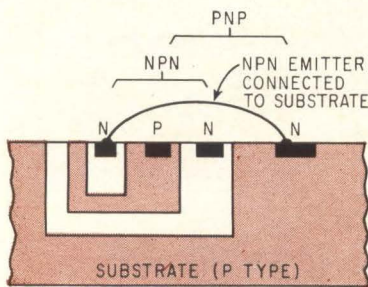 PNP
NPN
NPN EMITTER
CONNECTED
TO SUBSTRATE
N P N N
SUBSTRATE (P TYPE)